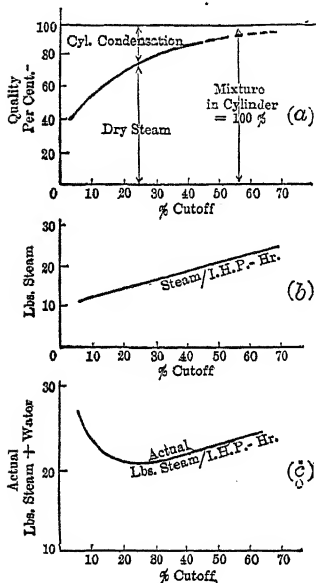 100
Cyl. Condensation
80
60
40
20
0
Quality
Per Cent.-
Dry Steam
Mixturo
in Cylinder
= 100 %
(a)
10 20 30 40 50 60 70
% Cutoff
30
20
10
0
Lbs. Steam
Steam/I.H.P.- Hr.
(b)
10 20 30 40 50 60 70
% Cutoff
30
20
10
Actual
Lbs. Steam + Water
Actual
Lbs. Steam/I.H.P.-Hr.
(c)
10 20 30 40 50 60 70
% Cutoff